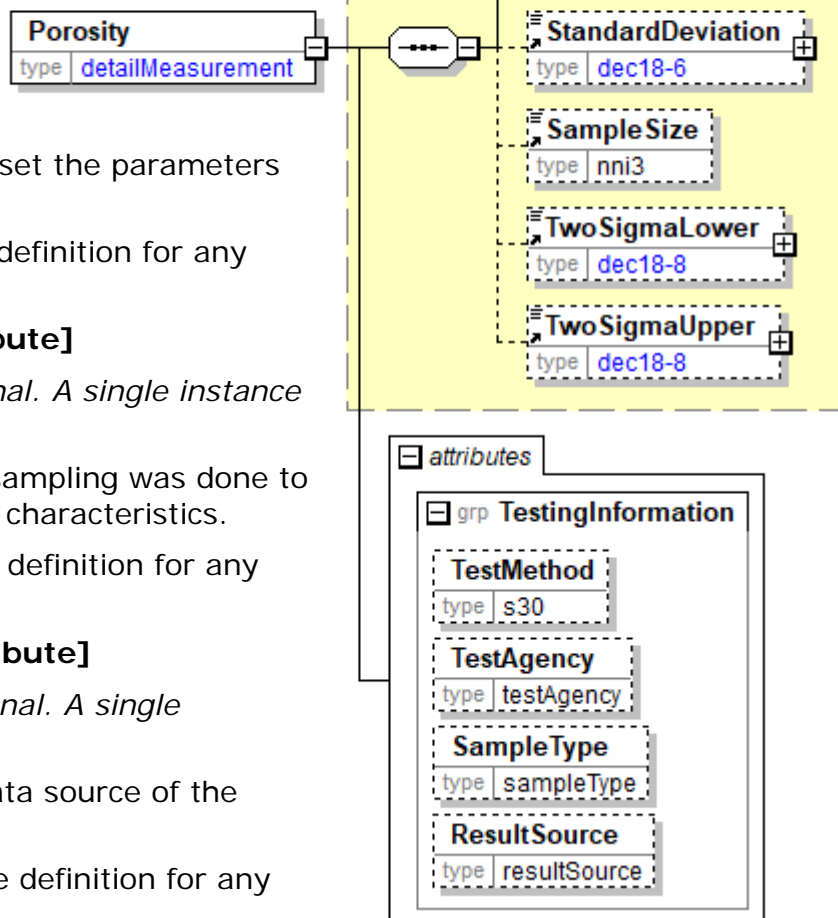 Porosity
type detailMeasurement
set the parameters
definition for any
bute]
nal. A single instance
sampling was done to
characteristics.
definition for any
bute]
nal. A single
ata source of the
e definition for any
StandardDeviation
type dec18-6
SampleSize
type nni3
TwoSigmaLower
type dec18-8
TwoSigmaUpper
type dec18-8
attributes
grp TestingInformation
TestMethod
type s30
TestAgency
type testAgency
SampleType
type sampleType
ResultSource
type resultSource